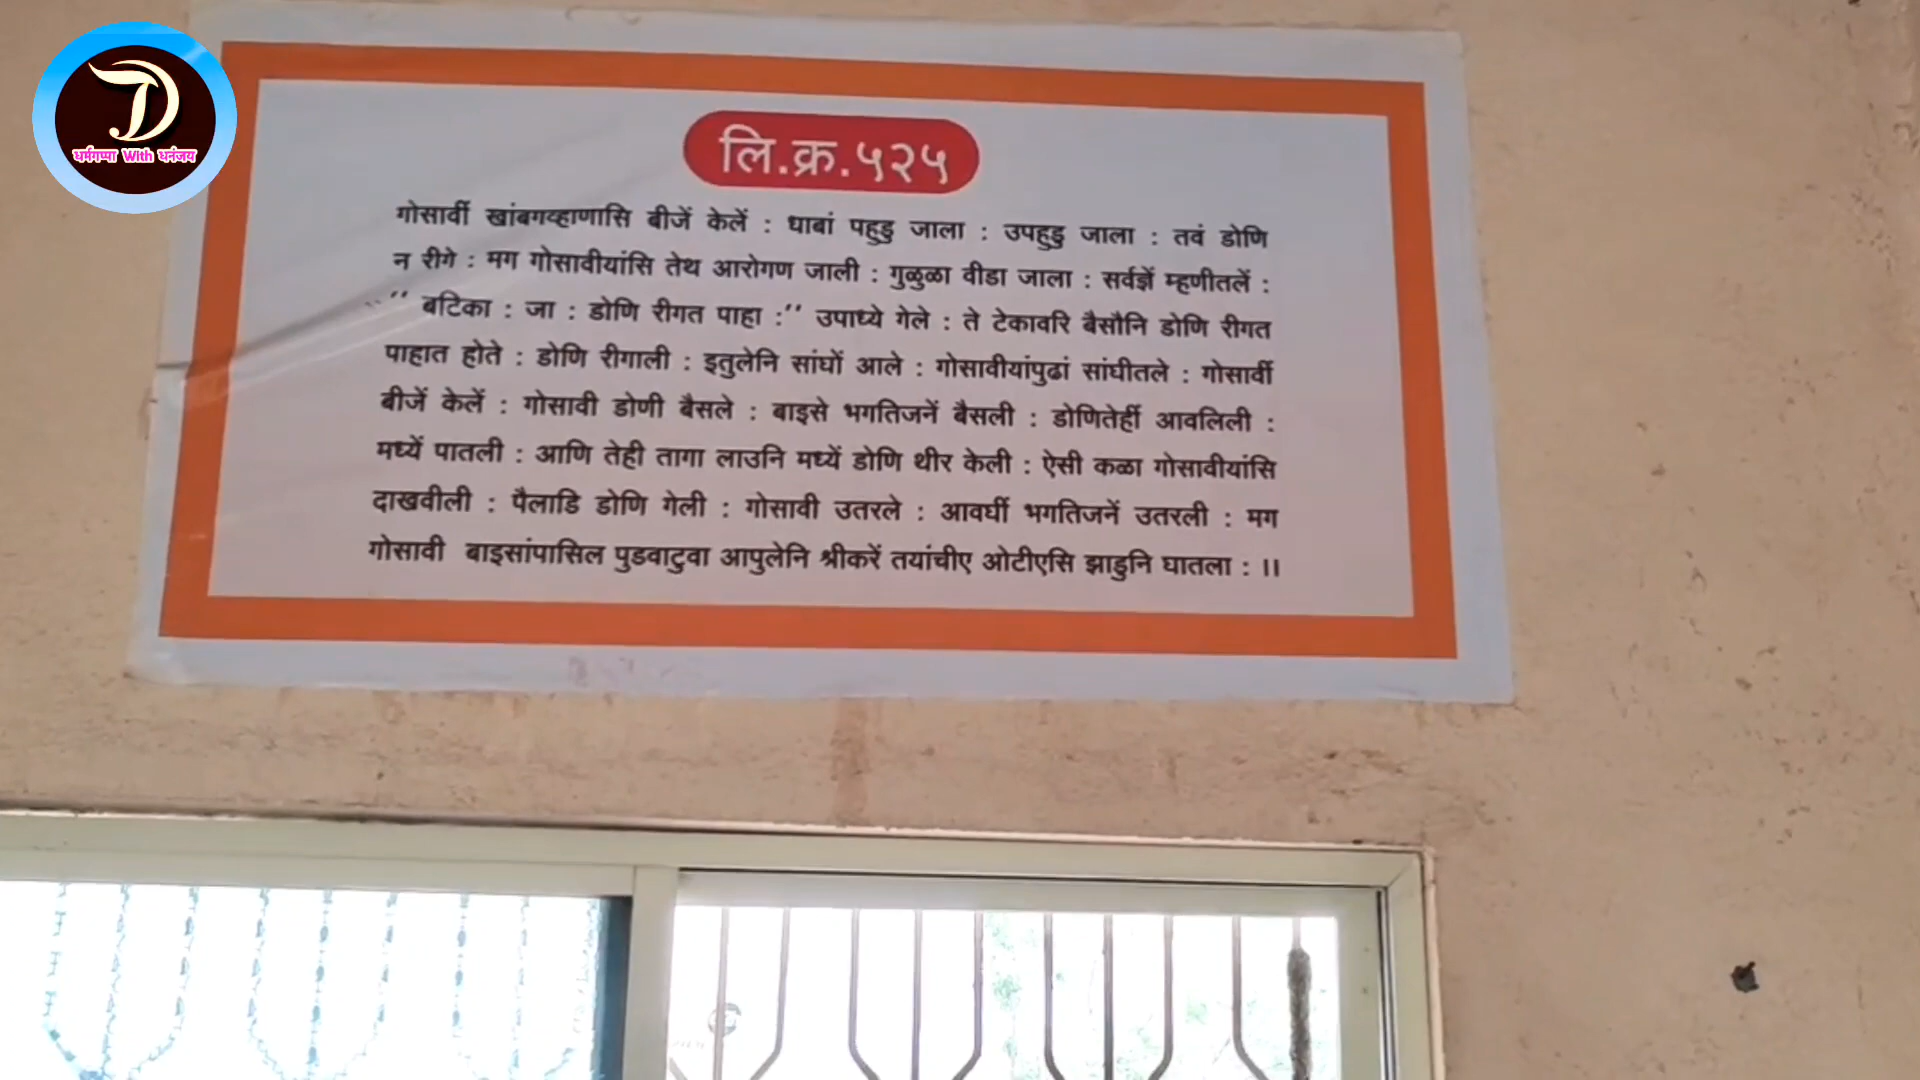 धर्मगप्पा With धनंजय
लि.क्र.५२५
गोसावीं खांबगव्हाणासि बीजें केलें : धाबां पहुडु जाला : उपहुडु जाला : तवं डोणि
न रीगे : मग गोसावीयांसि तेथ आरोगण जाली : गुळुळा वीडा जाला : सर्वज्ञें म्हणीतलें :
" बटिका : जा : डोणि रीगत पाहा :" उपाध्ये गेले : ते टेकावरि बैसौनि डोणि रीगत
पाहात होते : डोणि रीगाली : इतुलेनि सांघों आले : गोसावीयांपुढां सांघीतले : गोसावीं
बीजें केलें : गोसावी डोणी बैसले : बाइसे भगतिजनें बैसली : डोणितेहीं आवलिली :
मध्यें पातली : आणि तेही तागा लाउनि मध्यें डोणि थीर केली : ऐसी कळा गोसावीयांसि
दाखवीली : पैलाडि डोणि गेली : गोसावी उतरले : आवघीं भगतिजनें उतरली : मग
गोसावी बाइसांपासिल पुडवाटुवा आपुलेनि श्रीकरें तयांचीए ओटीएसि झाडुनि घातला : ॥